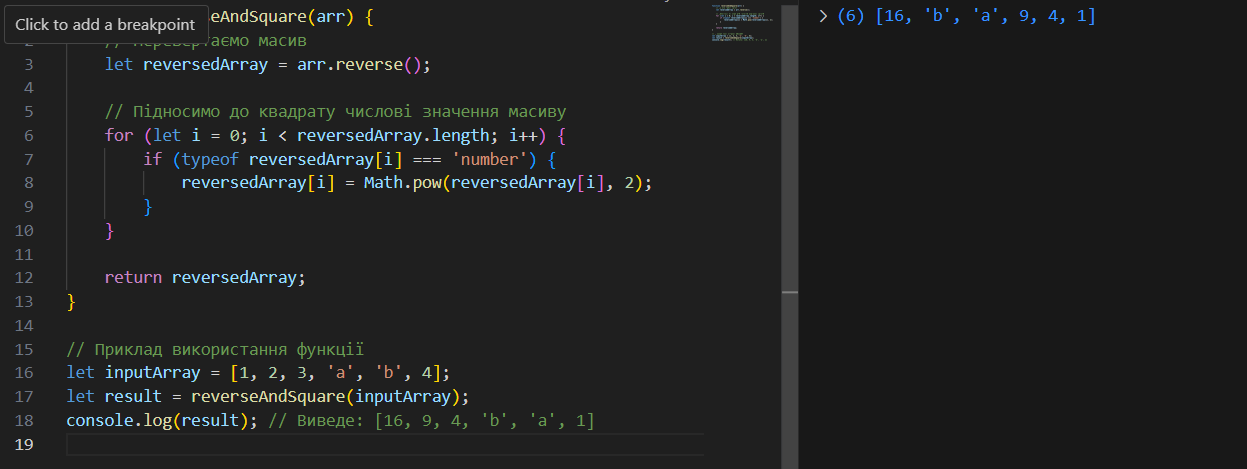 eAndSquare(arr) {
Click to add a breakpoint
// Перевертаємо масив
3 let reversedArray = arr.reverse();
4
5 // Підносимо до квадрату числові значення масиву
6 for (let i = 0; i < reversedArray.length; i++) {
7 if (typeof reversedArray[i] === 'number') {
8 reversedArray[i] = Math.pow(reversedArray[i], 2);
9 }
10 }
11
12 return reversedArray;
13 }
14
15 // Приклад використання функції
16 let inputArray = [1, 2, 3, 'a', 'b', 4];
17 let result = reverseAndSquare(inputArray);
18 console.log(result); // Виведе: [16, 9, 4, 'b', 'a', 1]
19
> (6) [16, 'b', 'a', 9, 4, 1]